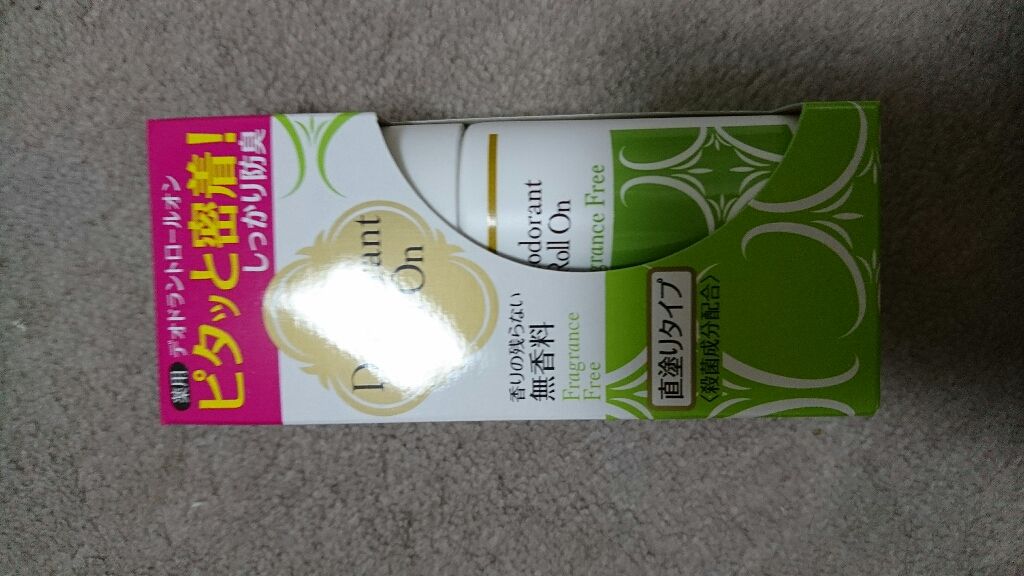 薬用 デオドラントロールオン
ピタッと密着!
しっかり防臭
On
香りの残らない
無香料
Fragrance
Free
直塗りタイプ
〈殺菌成分配合〉
Roll On
Free